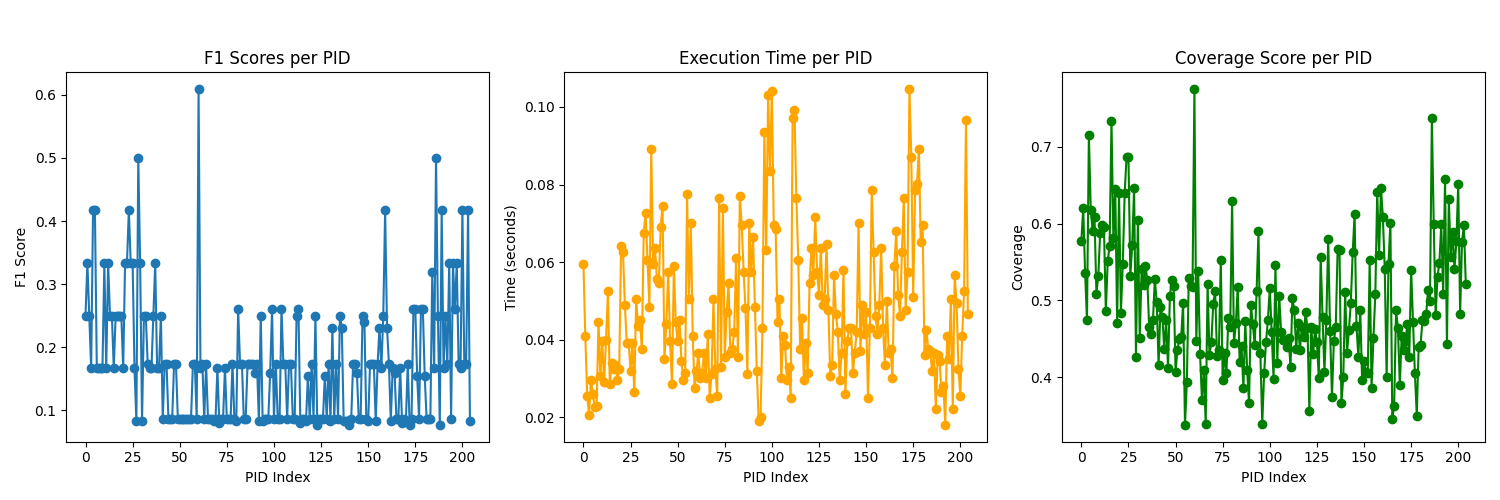 F1 Scores per PID
F1 Score
0.6
0.5
0.4
0.3
0.2
0.1
0 25 50 75 100 125 150 175 200
PID Index
Execution Time per PID
Time (seconds)
0.10
0.08
0.06
0.04
0.02
0 25 50 75 100 125 150 175 200
PID Index
Coverage Score per PID
Coverage
0.7
0.6
0.5
0.4
0 25 50 75 100 125 150 175 200
PID Index